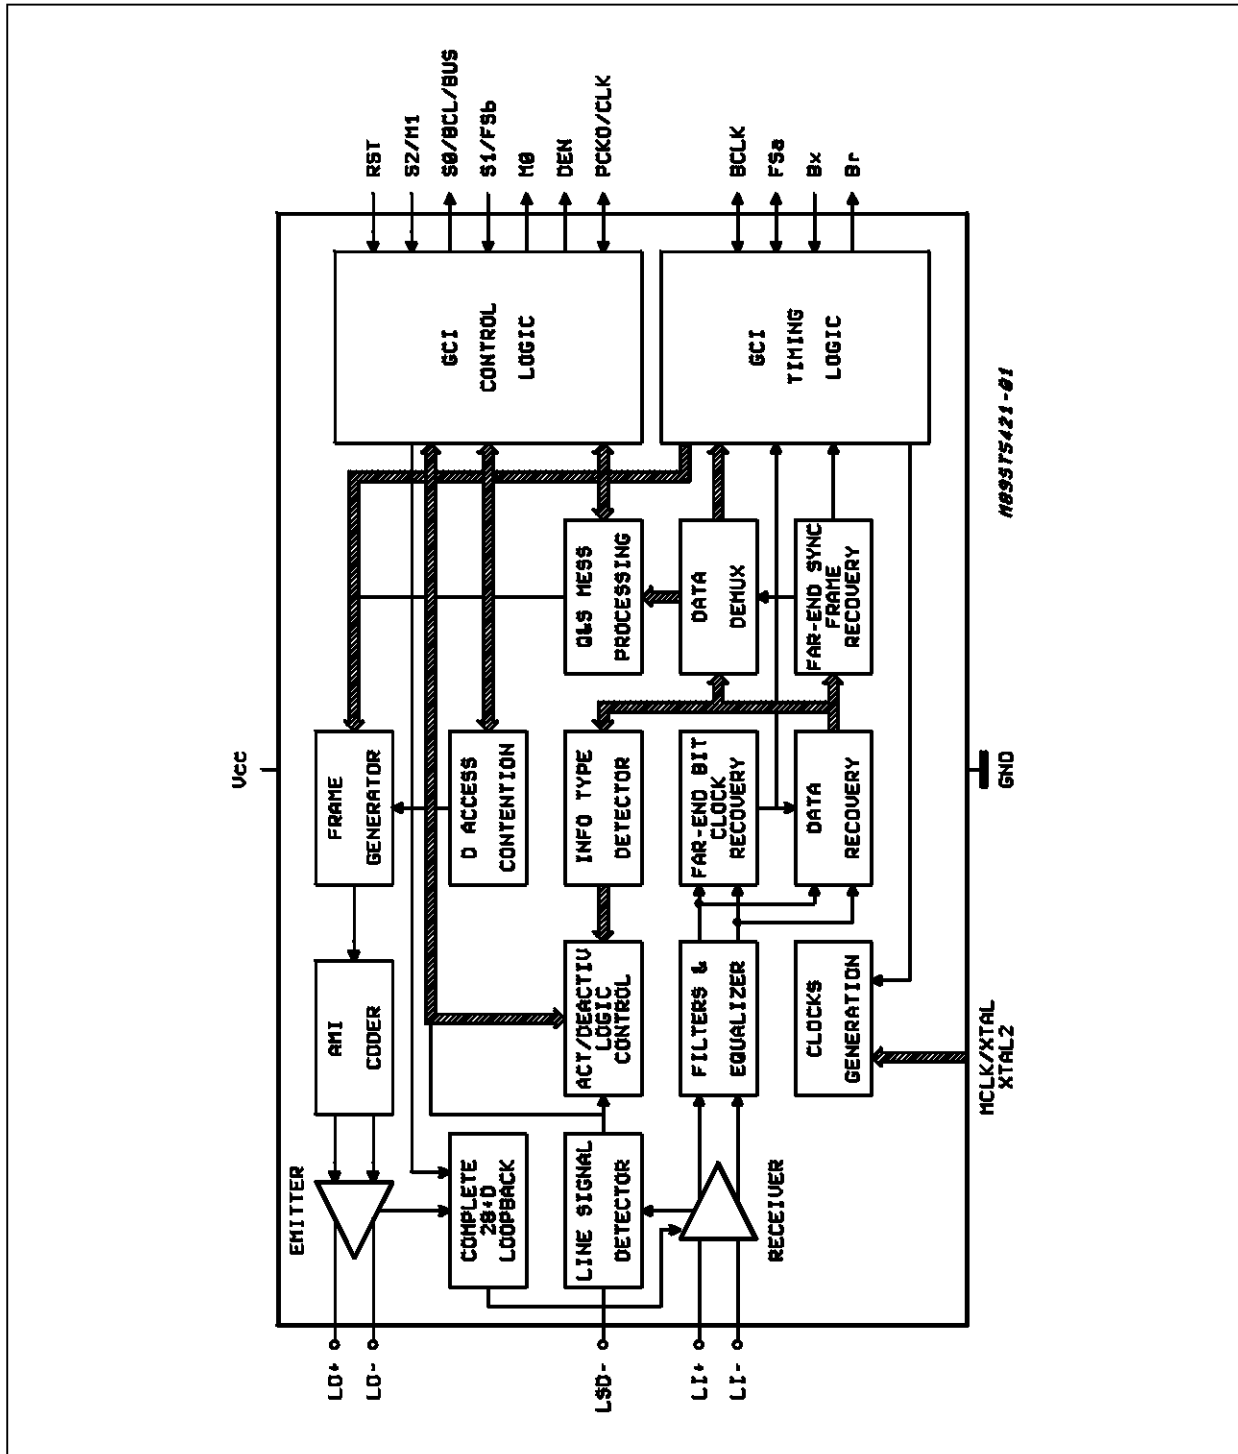 Vcc
LO+
LO-
EMITTER
AMI
CODER
FRAME
GENERATOR
RST
S2/M1
S0/BCL/BUS
S1/FSb
M0
DEN
PCKO/CLK
GCI
CONTROL
LOGIC
COMPLETE
2B+D
LOOPBACK
D ACCESS
CONTENTION
LSD-
LINE SIGNAL
DETECTOR
ACT/DEACTIV
LOGIC
CONTROL
INFO TYPE
DETECTOR
Q&S MESS
PROCESSING
LI+
LI-
RECEIVER
FILTERS &
EQUALIZER
FAR-END BIT
CLOCK
RECOVERY
DATA
DEMUX
GCI
TIMING
LOGIC
BCLK
FSa
Bx
Br
CLOCKS
GENERATION
DATA
RECOVERY
FAR-END SYNC
FRAME
RECOVERY
MCLK/XTAL
XTAL2
GND
M89ST5421-01